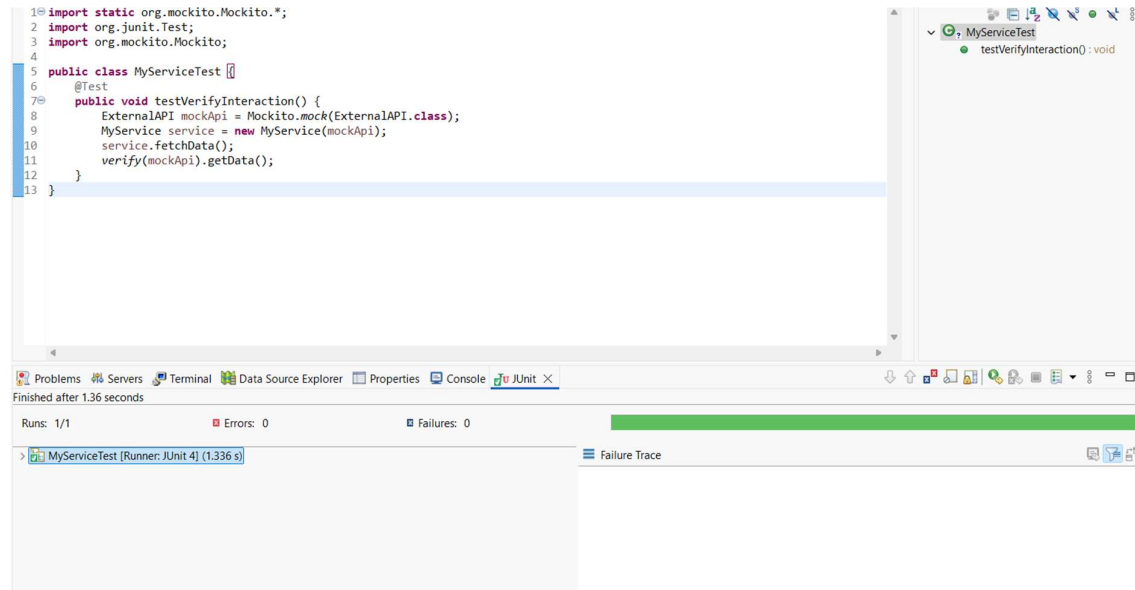 1 import static org.mockito.Mockito.*;
2 import org.junit.Test;
3 import org.mockito.Mockito;
4
5 public class MyServiceTest {
6     @Test
7     public void testVerifyInteraction() {
8         ExternalAPI mockApi = Mockito.mock(ExternalAPI.class);
9         MyService service = new MyService(mockApi);
10         service.fetchData();
11         verify(mockApi).getData();
12     }
13 }
MyServiceTest
testVerifyInteraction() : void
Problems Servers Terminal Data Source Explorer Properties Console JUnit
Finished after 1.36 seconds
Runs: 1/1 Errors: 0 Failures: 0
MyServiceTest [Runner: JUnit 4] (1.336 s)
Failure Trace